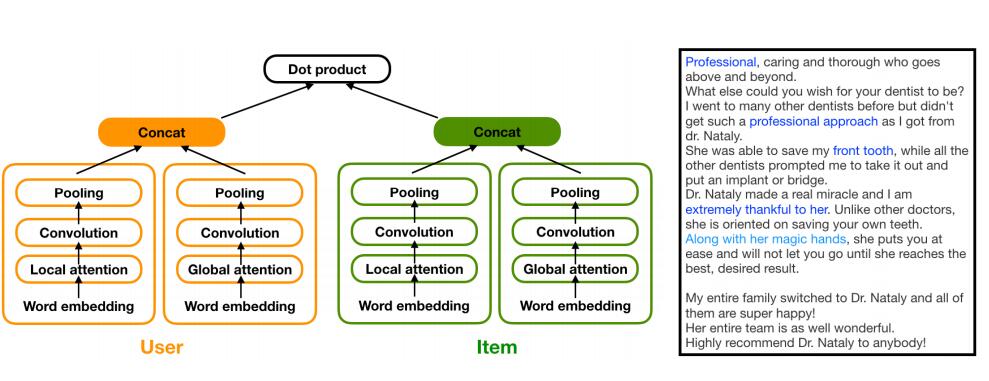 Dot product
Concat
Concat
Pooling
Pooling
Pooling
Pooling
Convolution
Convolution
Convolution
Convolution
Local attention
Global attention
Local attention
Global attention
Word embedding
Word embedding
Word embedding
Word embedding
User
Item
Professional, caring and thorough who goes
above and beyond.
What else could you wish for your dentist to be?
I went to many other dentists before but didn't
get such a professional approach as I got from
dr. Nataly.
She was able to save my front tooth, while all the
other dentists prompted me to take it out and
put an implant or bridge.
Dr. Nataly made a real miracle and I am
extremely thankful to her. Unlike other doctors,
she is oriented on saving your own teeth.
Along with her magic hands, she puts you at
ease and will not let you go until she reaches the
best, desired result.
My entire family switched to Dr. Nataly and all of
them are super happy!
Her entire team is as well wonderful.
Highly recommend Dr. Nataly to anybody!